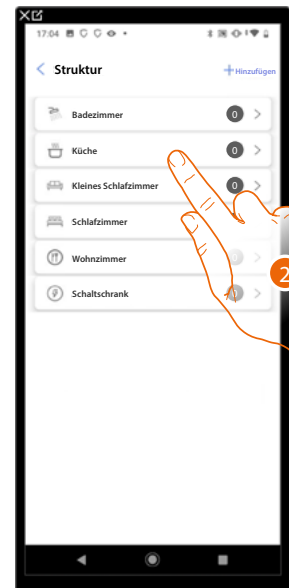 17:04
Struktur
Hinzufügen
Badezimmer 0
Küche 0
Kleines Schlafzimmer 0
Schlafzimmer
Wohnzimmer
Schaltschrank
2